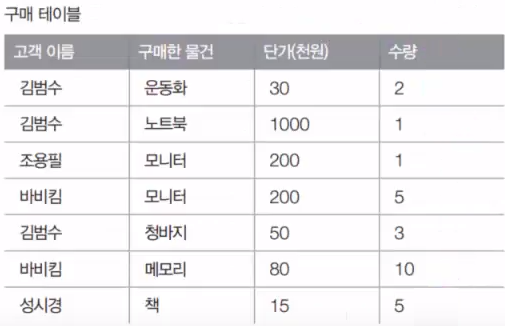 구매 테이블
고객 이름 구매한 물건 단가(천원) 수량
김범수 운동화 30 2
김범수 노트북 1000 1
조용필 모니터 200 1
바비킴 모니터 200 5
김범수 청바지 50 3
바비킴 메모리 80 10
성시경 책 15 5